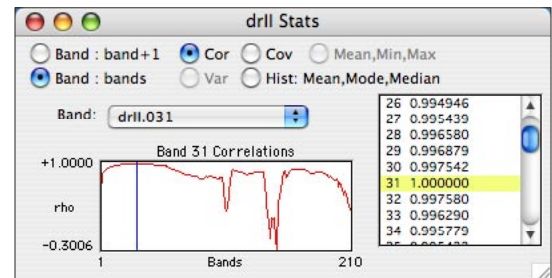 drll Stats
Band : band+1 Cor Cov Mean,Min,Max
Band : bands Var Hist: Mean,Mode,Median
Band: drll.031
Band 31 Correlations
+1.0000
rho
-0.3006
1 Bands 210
26 0.994946
27 0.995439
28 0.996580
29 0.996879
30 0.997542
31 1.000000
32 0.997580
33 0.996290
34 0.995779